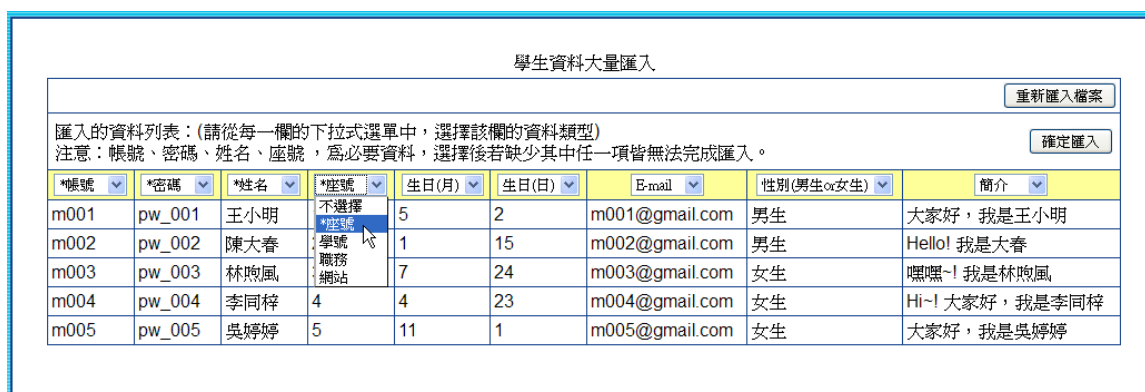 學生資料大量匯入
重新匯入檔案
匯入的資料列表：(請從每一欄的下拉式選單中，選擇該欄的資料類型)
注意：帳號、密碼、姓名、座號 ，為必要資料，選擇後若缺少其中任一項皆無法完成匯入。
確定匯入
*帳號 *密碼 *姓名 *座號 生日(月) 生日(日) E-mail 性別(男生or女生) 簡介
不選擇
*座號
學號
職務
網站
m001 pw_001 王小明 5 2 m001@gmail.com 男生 大家好，我是王小明
m002 pw_002 陳大春 1 15 m002@gmail.com 男生 Hello! 我是大春
m003 pw_003 林煦風 7 24 m003@gmail.com 女生 嘿嘿~! 我是林煦風
m004 pw_004 李同梓 4 4 23 m004@gmail.com 女生 Hi~! 大家好，我是李同梓
m005 pw_005 吳婷婷 5 11 1 m005@gmail.com 女生 大家好，我是吳婷婷